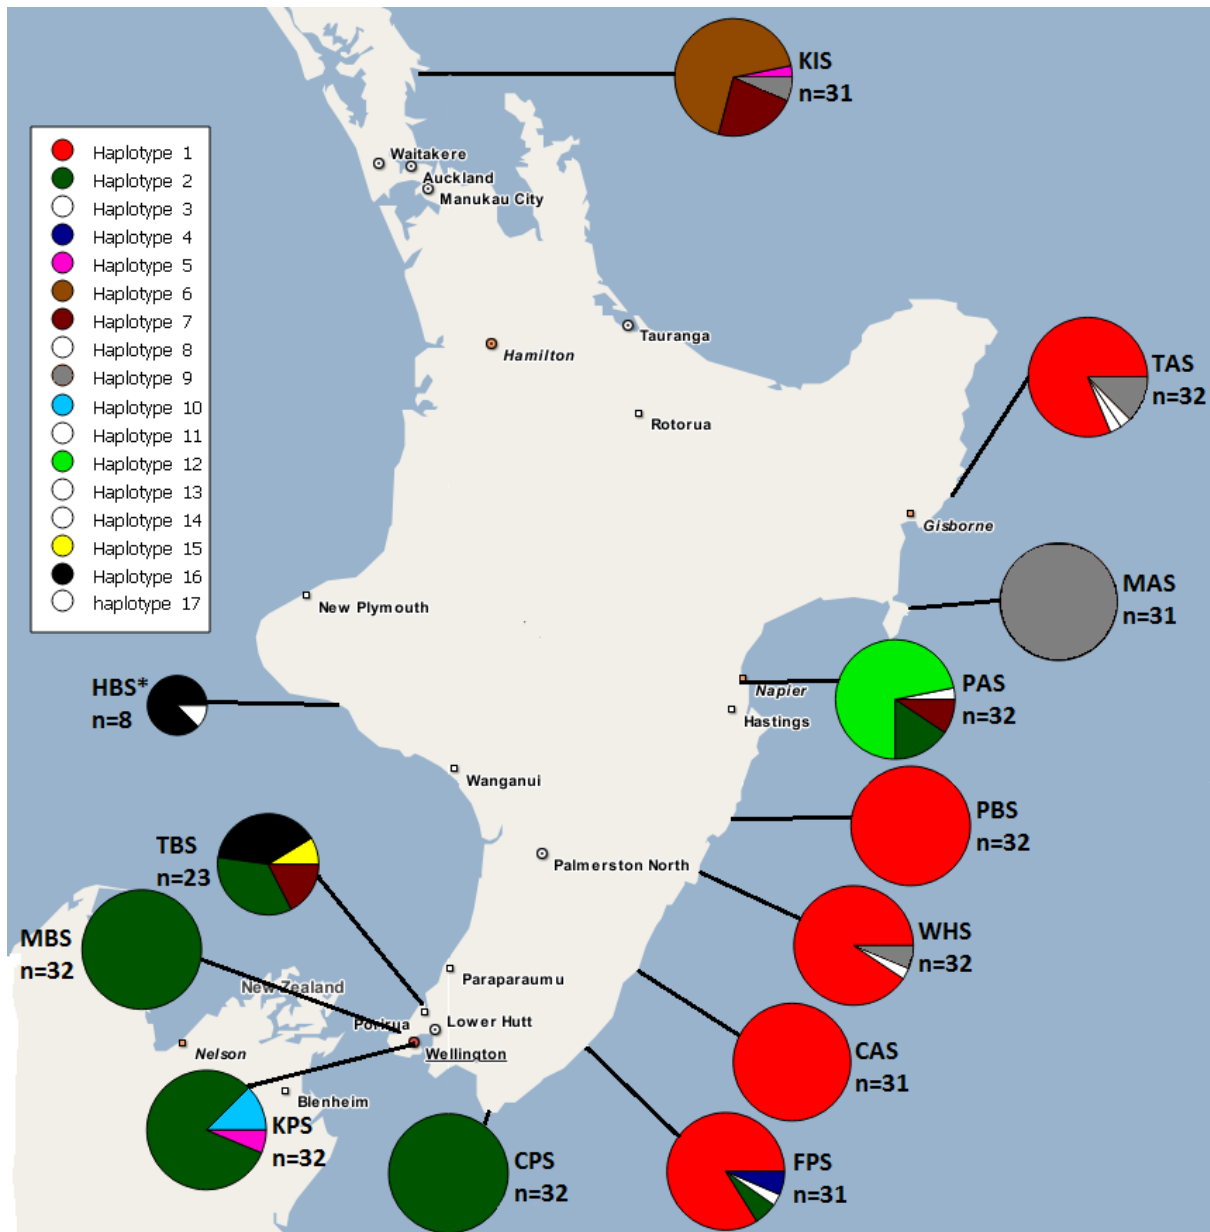 KIS
n=31
Haplotype 1
Haplotype 2
Haplotype 3
Haplotype 4
Haplotype 5
Haplotype 6
Haplotype 7
Haplotype 8
Haplotype 9
Haplotype 10
Haplotype 11
Haplotype 12
Haplotype 13
Haplotype 14
Haplotype 15
Haplotype 16
haplotype 17
Waitakere
Auckland
Manukau City
Tauranga
Hamilton
Rotorua
TAS
n=32
Gisborne
MAS
n=31
New Plymouth
HBS*
n=8
Napier
Hastings
PAS
n=32
Wanganui
PBS
n=32
TBS
n=23
Palmerston North
MBS
n=32
WHS
n=32
New Zealand
Paraparaumu
Porirua
Lower Hutt
Wellington
Nelson
Blenheim
CAS
n=31
KPS
n=32
CPS
n=32
FPS
n=31